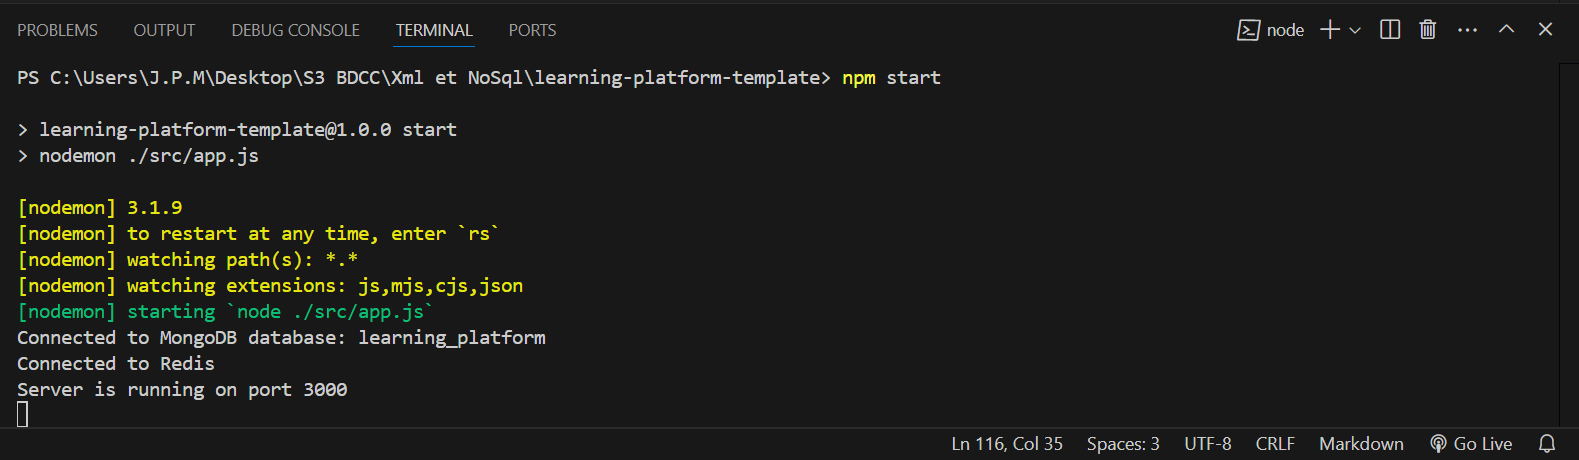 PROBLEMS OUTPUT DEBUG CONSOLE TERMINAL PORTS node
PS C:\Users\J.P.M\Desktop\S3 BDCC\Xml et NoSql\learning-platform-template> npm start
> learning-platform-template@1.0.0 start
> nodemon ./src/app.js
[nodemon] 3.1.9
[nodemon] to restart at any time, enter `rs`
[nodemon] watching path(s): *.*
[nodemon] watching extensions: js,mjs,cjs,json
[nodemon] starting `node ./src/app.js`
Connected to MongoDB database: learning_platform
Connected to Redis
Server is running on port 3000
Ln 116, Col 35 Spaces: 3 UTF-8 CRLF Markdown Go Live